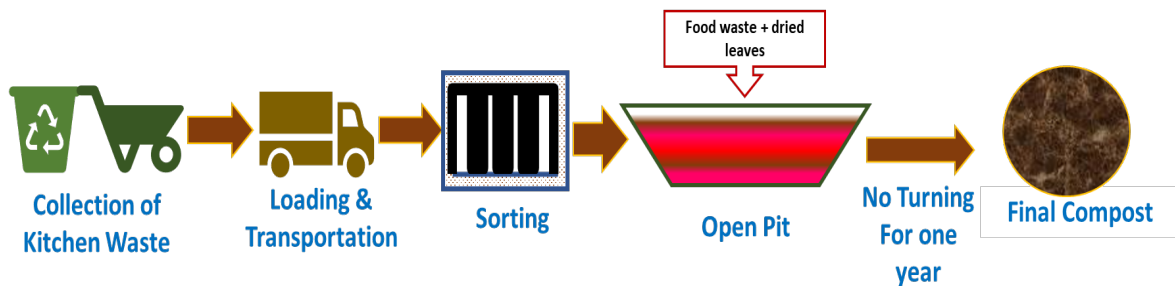 Food waste + dried
leaves
Collection of
Kitchen Waste
Loading &
Transportation
Sorting
Open Pit
No Turning
For one
year
Final Compost